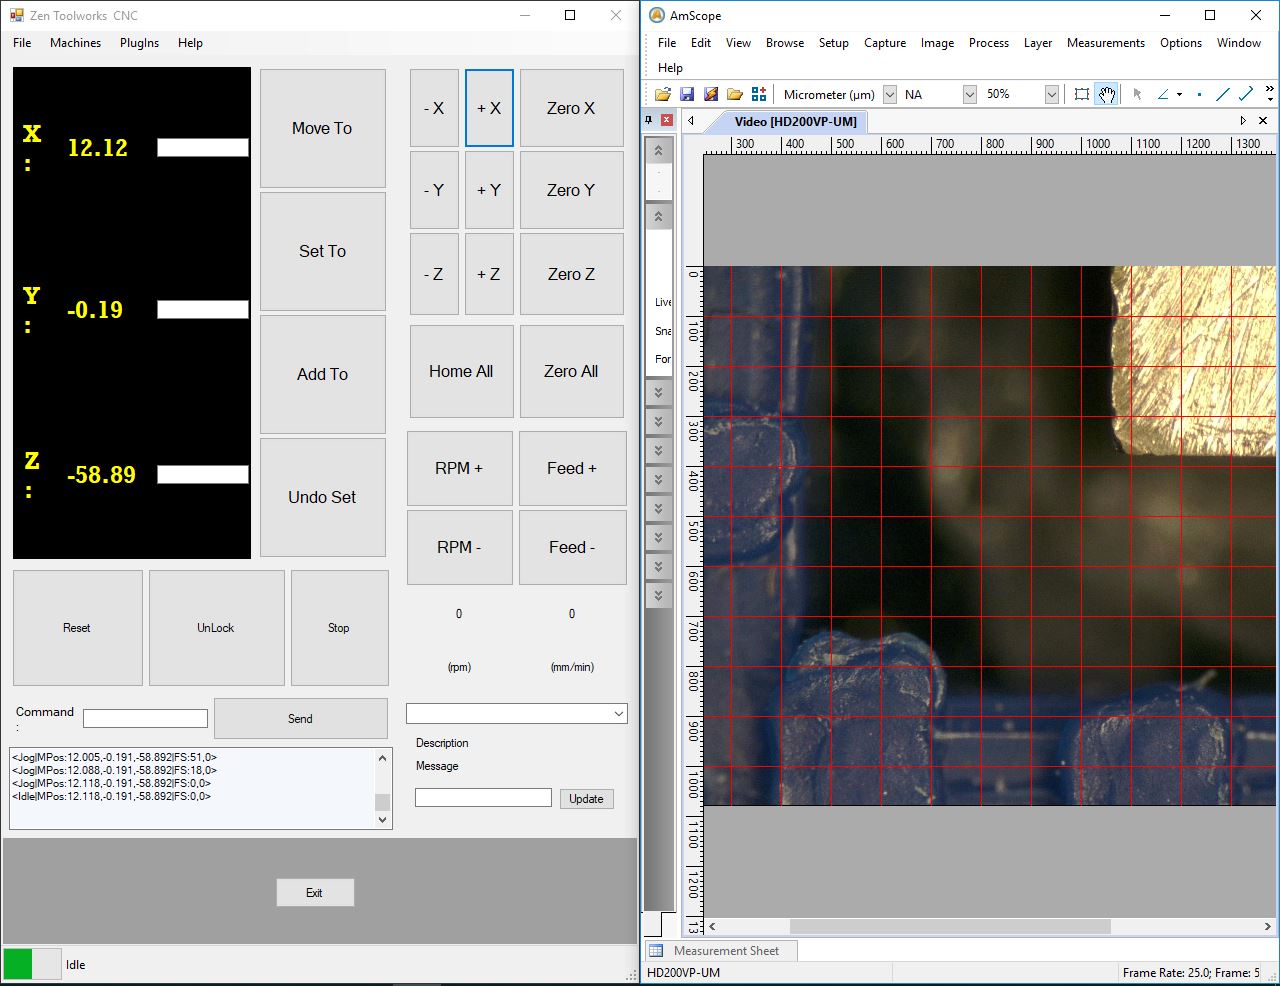 Zen Toolworks CNC
File Machines PlugIns Help
X
:
12.12
Y
:
-0.19
Z
:
-58.89
Move To
Set To
Add To
Undo Set
- X + X Zero X
- Y + Y Zero Y
- Z + Z Zero Z
Home All Zero All
RPM + Feed +
RPM - Feed -
0 0
(rpm) (mm/min)
Reset UnLock Stop
Command
:
Send
<Jog|MPos:12.005,-0.191,-58.892|FS:51,0>
<Jog|MPos:12.088,-0.191,-58.892|FS:18,0>
<Jog|MPos:12.118,-0.191,-58.892|FS:0,0>
<Idle|MPos:12.118,-0.191,-58.892|FS:0,0>
Description
Message
Update
Exit
Idle
AmScope
File Edit View Browse Setup Capture Image Process Layer Measurements Options Window
Help
Micrometer (µm) NA 50%
Video [HD200VP-UM]
300 400 500 600 700 800 900 1000 1100 1200 1300
0
100
200
300
400
500
600
700
800
900
1000
1100
1200
13
Live
Sna
For
Measurement Sheet
HD200VP-UM
Frame Rate: 25.0; Frame: 5